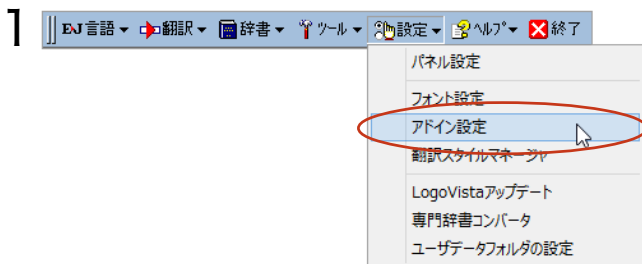 1
EJ 言語 翻訳 辞書 ツール 設定 ヘルプ 終了
パネル設定
フォント設定
アドイン設定
翻訳スタイルマネージャ
LogoVistaアップデート
専門辞書コンバータ
ユーザデータフォルダの設定